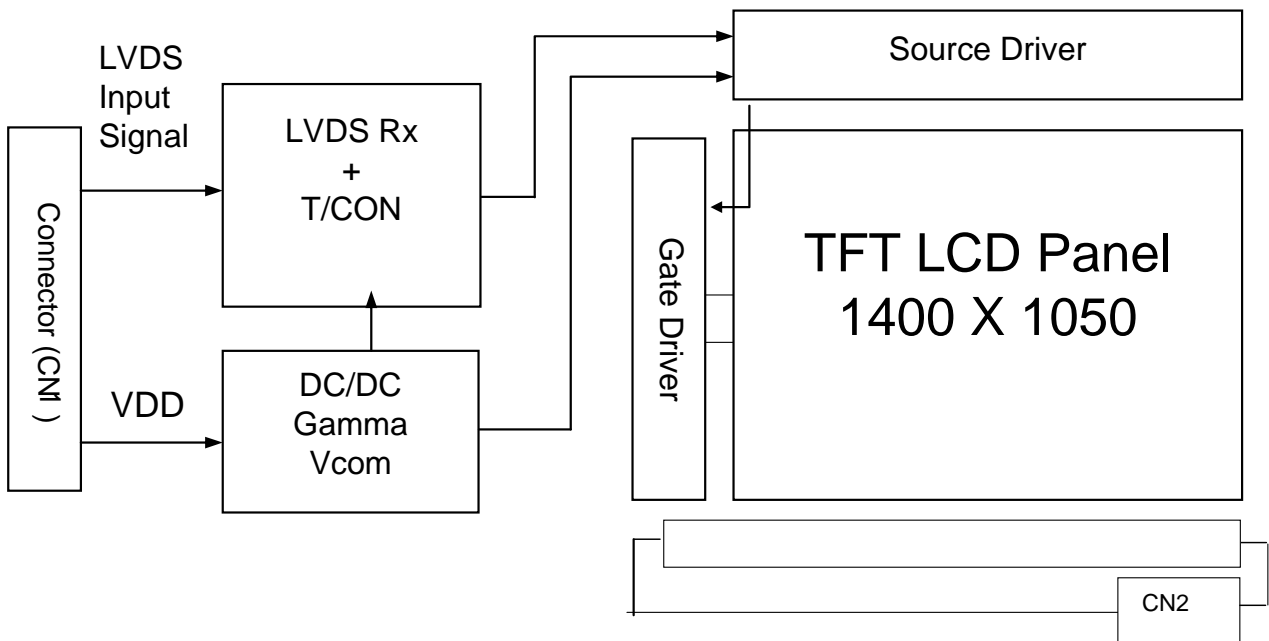 LVDS
Input
Signal
Connector (CN1 )
VDD
LVDS Rx
+
T/CON
DC/DC
Gamma
Vcom
Source Driver
Gate Driver
TFT LCD Panel
1400 X 1050
CN2